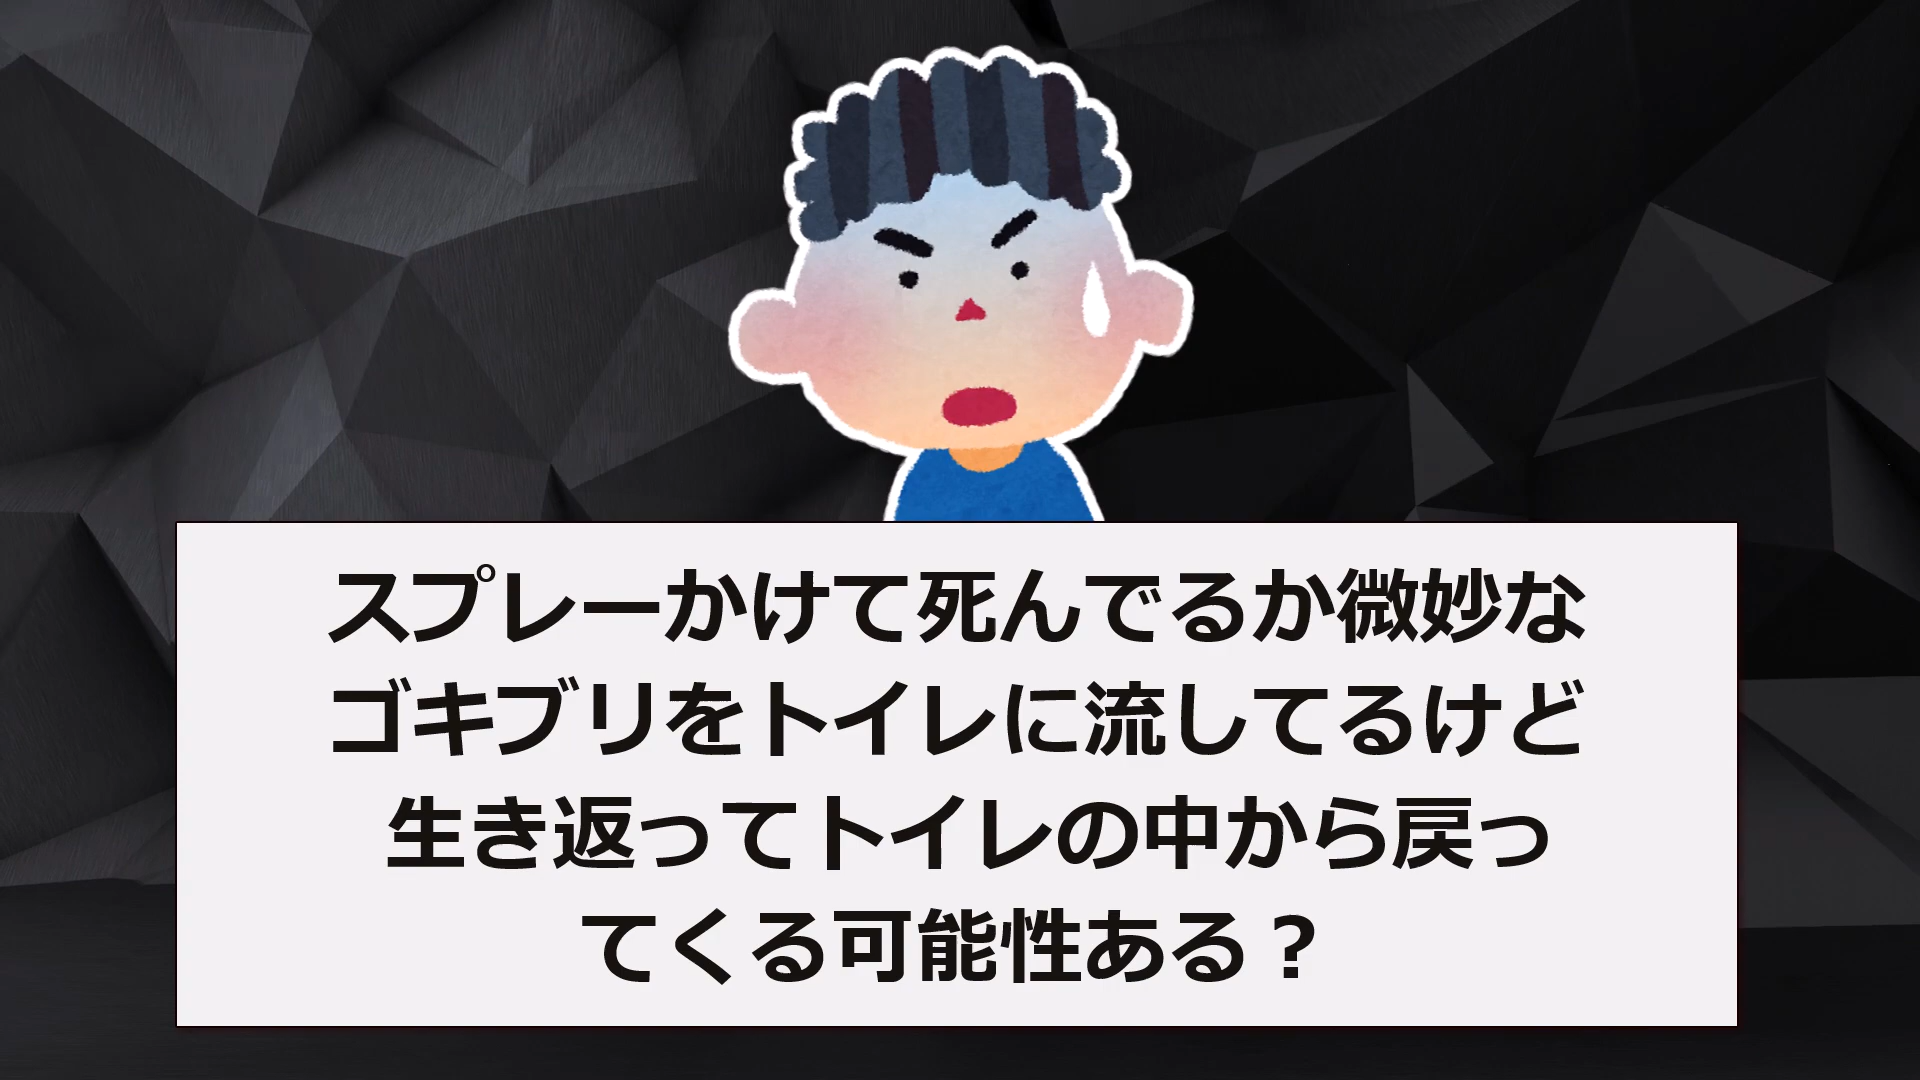 スプレーかけて死んでるか微妙な
ゴキブリをトイレに流してるけど
生き返ってトイレの中から戻っ
てくる可能性ある？